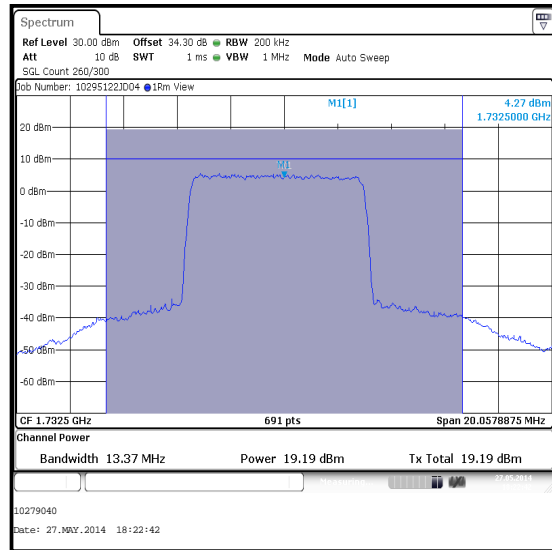 Spectrum
Ref Level 30.00 dBm Offset 34.30 dB RBW 200 kHz
Att 10 dB SWT 1 ms VBW 1 MHz Mode Auto Sweep
SGL Count 260/300
Job Number: 10295122JD04 1Rm View
M1[1] 4.27 dBm
1.7325000 GHz
20 dBm
10 dBm
M1
0 dBm
-10 dBm
-20 dBm
-30 dBm
-40 dBm
-50 dBm
-60 dBm
CF 1.7325 GHz 691 pts Span 20.0578875 MHz
Channel Power
Bandwidth 13.37 MHz Power 19.19 dBm Tx Total 19.19 dBm
Measuring... 27.05.2014
10279040
Date: 27.MAY.2014 18:22:42